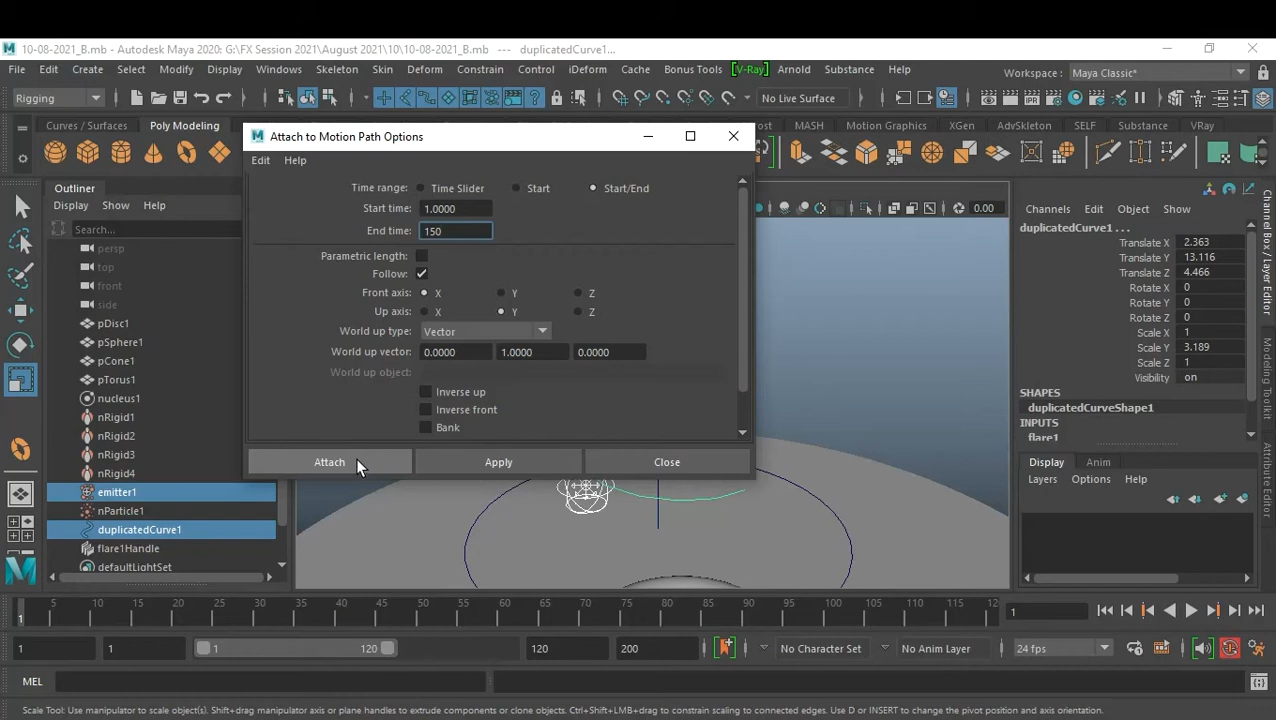 10-08-2021_B.mb - Autodesk Maya 2020: G:\FX Session 2021\August 2021\10\10-08-2021_B.mb --- duplicatedCurve1...
File Edit Create Select Modify Display Windows Skeleton Skin Deform Constrain Control iDeform Cache Bonus Tools [V-Ray] Arnold Substance Help
Workspace: Maya Classic*
Rigging
No Live Surface
Curves / Surfaces Poly Modeling
MASH Motion Graphics XGen AdvSkeleton SELF Substance VRay
Attach to Motion Path Options
Edit Help
Time range: Time Slider Start Start/End
Start time: 1.0000
End time: 150
Parametric length:
Follow:
Front axis: X Y Z
Up axis: X Y Z
World up type: Vector
World up vector: 0.0000 1.0000 0.0000
World up object:
Inverse up
Inverse front
Bank
Attach Apply Close
Outliner
Display Show Help
Search...
persp
top
front
side
pDisc1
pSphere1
pCone1
pTorus1
nucleus1
nRigid1
nRigid2
nRigid3
nRigid4
emitter1
nParticle1
duplicatedCurve1
flare1Handle
defaultLightSet
0.00
Channels Edit Object Show
duplicatedCurve1 ...
Translate X 2.363
Translate Y 13.116
Translate Z 4.466
Rotate X 0
Rotate Y 0
Rotate Z 0
Scale X 1
Scale Y 3.189
Scale Z 1
Visibility on
SHAPES
duplicatedCurveShape1
INPUTS
flare1
Display Anim
Layers Options Help
Channel Box / Layer Editor
Modeling Toolkit
Attribute Editor
5 10 15 20 25 30 35 40 45 50 55 60 65 70 75 80 85 90 95 100 105 110 115 12
1
1
1 1 1 120 120 200 No Character Set No Anim Layer 24 fps
MEL
Scale Tool: Use manipulator to scale object(s). Shift+drag manipulator axis or plane handles to extrude components or clone objects. Ctrl+Shift+LMB+drag to constrain scaling to connected edges. Use D or INSERT to change the pivot position and axis orientation.